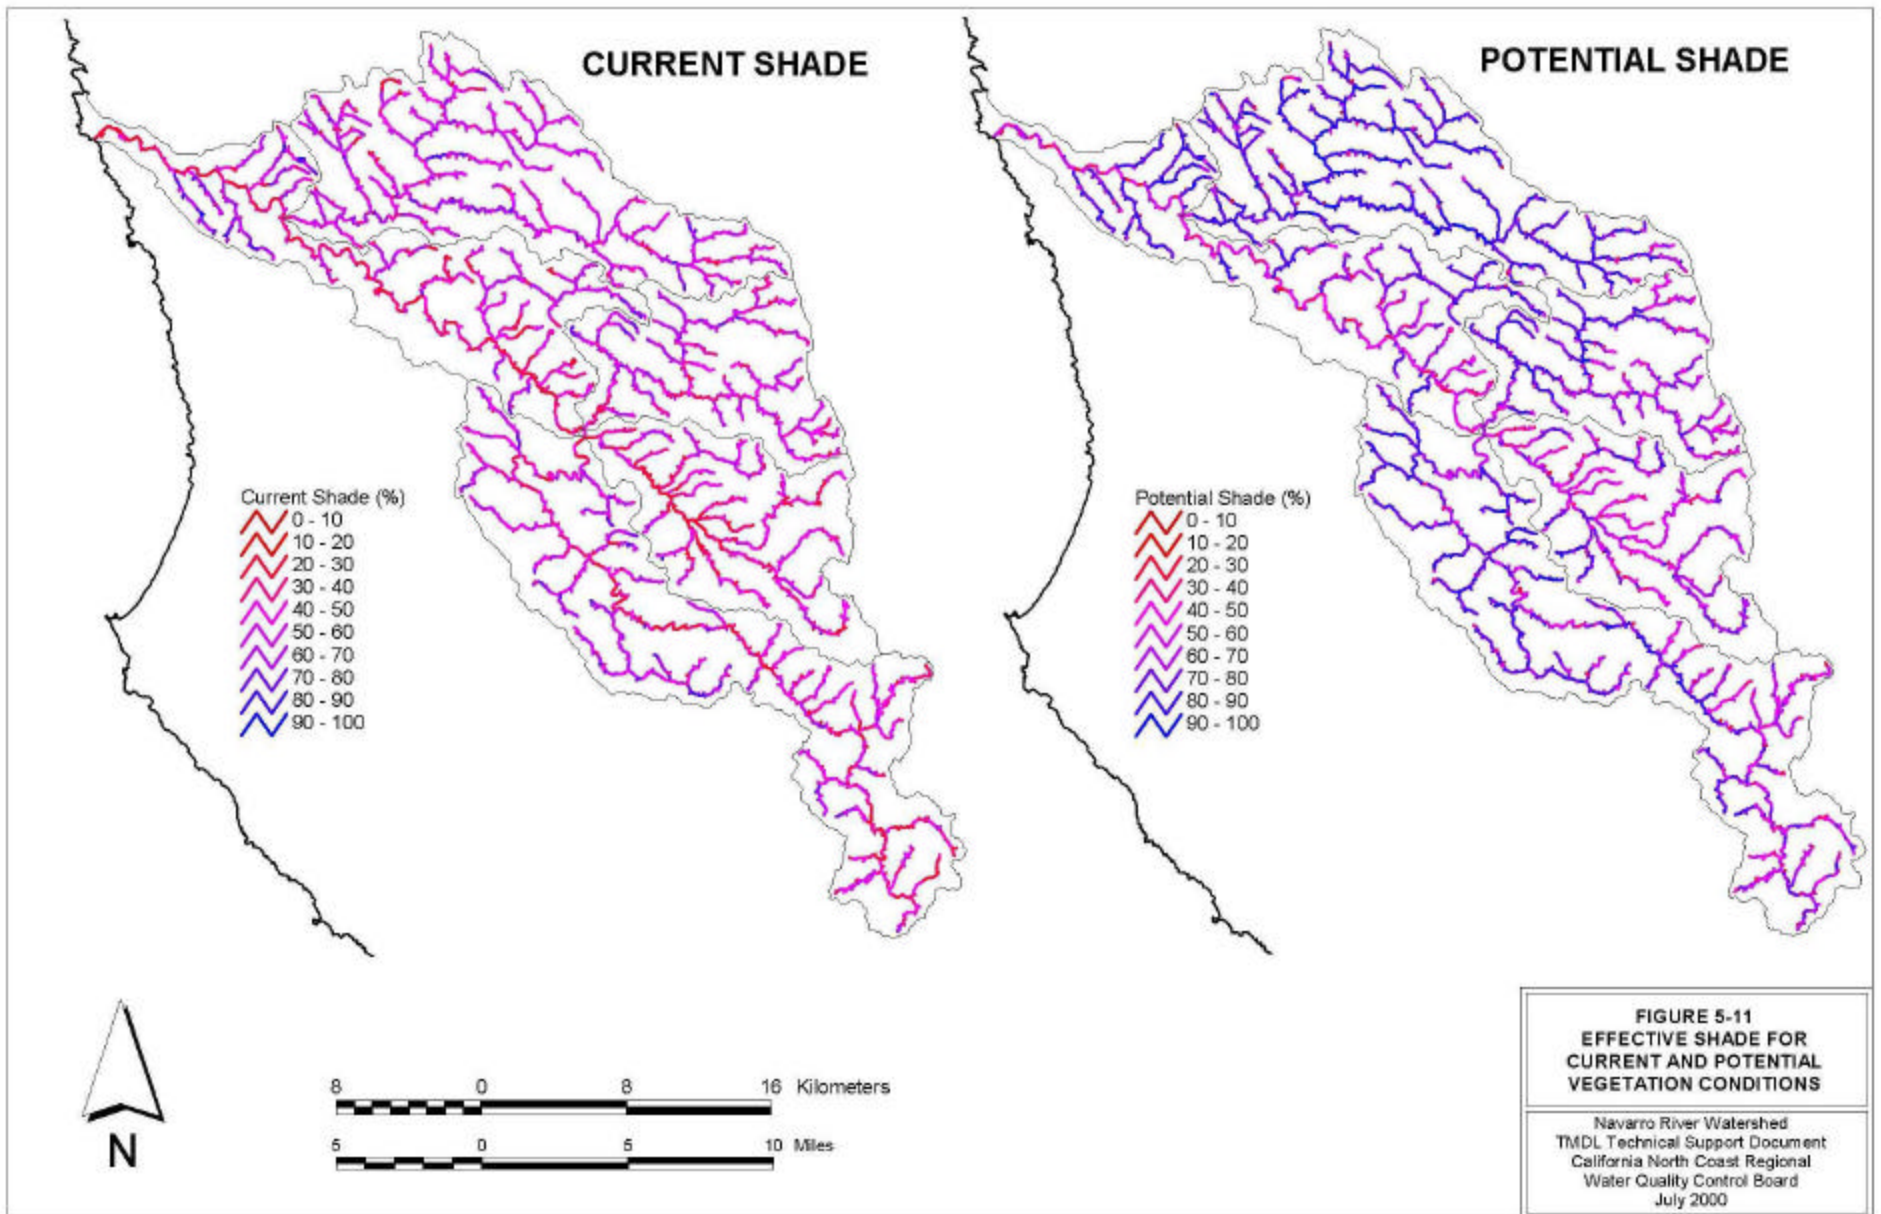 CURRENT SHADE
POTENTIAL SHADE
Current Shade (%)
0 - 10
10 - 20
20 - 30
30 - 40
40 - 50
50 - 60
60 - 70
70 - 80
80 - 90
90 - 100
Potential Shade (%)
0 - 10
10 - 20
20 - 30
30 - 40
40 - 50
50 - 60
60 - 70
70 - 80
80 - 90
90 - 100
N
8 0 8 16 Kilometers
5 0 5 10 Miles
FIGURE 5-11
EFFECTIVE SHADE FOR
CURRENT AND POTENTIAL
VEGETATION CONDITIONS
Navarro River Watershed
TMDL Technical Support Document
California North Coast Regional
Water Quality Control Board
July 2000